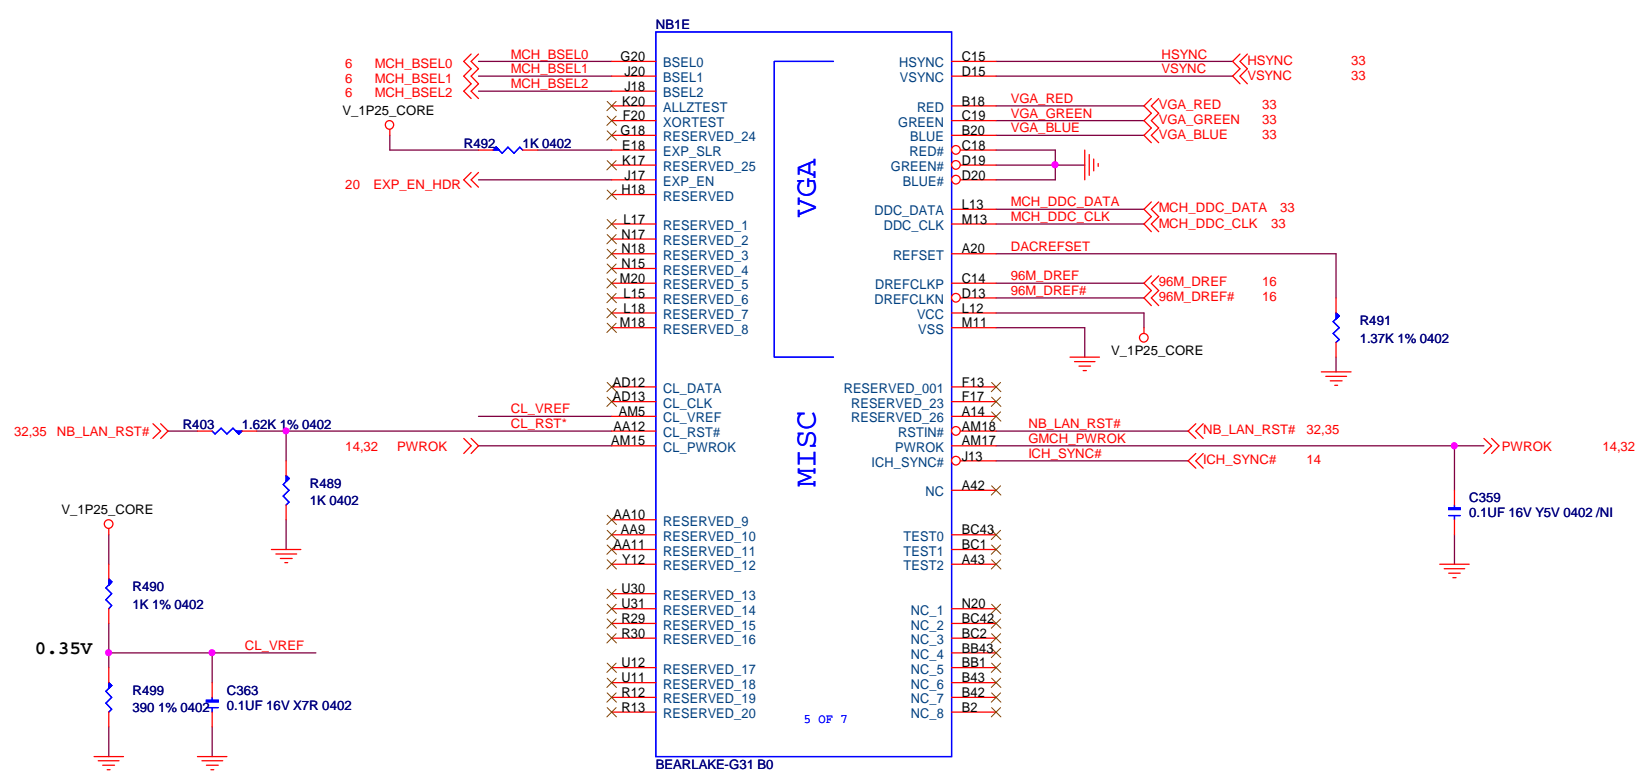 NB1E
6 MCH_BSEL0 MCH_BSEL0 G20 BSEL0
6 MCH_BSEL1 MCH_BSEL1 J20 BSEL1
6 MCH_BSEL2 MCH_BSEL2 J18 BSEL2
K20 ALLZTEST
V_1P25_CORE
F20 XORTEST
G18 RESERVED_24
R492 1K 0402 E18 EXP_SLR
K17 RESERVED_25
20 EXP_EN_HDR J17 EXP_EN
H18 RESERVED
L17 RESERVED_1
N17 RESERVED_2
N18 RESERVED_3
N15 RESERVED_4
M20 RESERVED_5
L15 RESERVED_6
L18 RESERVED_7
M18 RESERVED_8
AD12 CL_DATA
AD13 CL_CLK
CL_VREF AM5 CL_VREF
32,35 NB_LAN_RST# R403 1.62K 1% 0402 CL_RST* AA12 CL_RST#
14,32 PWROK AM15 CL_PWROK
R489
1K 0402
V_1P25_CORE
AA10 RESERVED_9
AA9 RESERVED_10
AA11 RESERVED_11
Y12 RESERVED_12
R490
1K 1% 0402
U30 RESERVED_13
U31 RESERVED_14
R29 RESERVED_15
R30 RESERVED_16
0.35V CL_VREF
U12 RESERVED_17
U11 RESERVED_18
R12 RESERVED_19
R13 RESERVED_20
R499
390 1% 0402
C363
0.1UF 16V X7R 0402
VGA
MISC
HSYNC C15 HSYNC HSYNC 33
VSYNC D15 VSYNC VSYNC 33
RED B18 VGA_RED VGA_RED 33
GREEN C19 VGA_GREEN VGA_GREEN 33
BLUE B20 VGA_BLUE VGA_BLUE 33
RED# C18
GREEN# D19
BLUE# D20
DDC_DATA L13 MCH_DDC_DATA MCH_DDC_DATA 33
DDC_CLK M13 MCH_DDC_CLK MCH_DDC_CLK 33
REFSET A20 DACREFSET
DREFCLKP C14 96M_DREF 96M_DREF 16
DREFCLKN D13 96M_DREF# 96M_DREF# 16
VCC L12
VSS M11
V_1P25_CORE
R491
1.37K 1% 0402
RESERVED_001 F13
RESERVED_23 F17
RESERVED_26 A14
RSTIN# AM18 NB_LAN_RST# NB_LAN_RST# 32,35
PWROK AM17 GMCH_PWROK PWROK 14,32
ICH_SYNC# J13 ICH_SYNC# ICH_SYNC# 14
NC A42
C359
0.1UF 16V Y5V 0402 /NI
TEST0 BC43
TEST1 BC1
TEST2 A43
NC_1 N20
NC_2 BC42
NC_3 BC2
NC_4 BB43
NC_5 BB1
NC_6 B43
NC_7 B42
NC_8 B2
5 OF 7
BEARLAKE-G31 B0